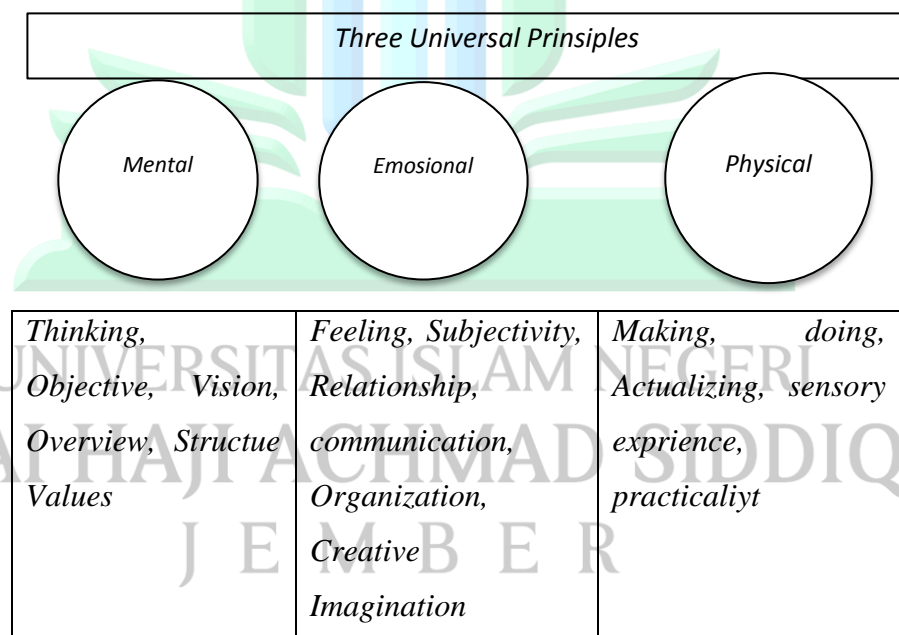 Three Universal Prinsiples
Mental
Emosional
Physical
Thinking,
Objective, Vision,
Overview, Structue
Values
Feeling, Subjectivity,
Relationship,
communication,
Organization,
Creative
Imagination
Making, doing,
Actualizing, sensory
exprience,
practicaliyt
UNIVERSITAS ISLAM NEGERI
AI HAJI ACHMAD SIDDIQ
JEMBER